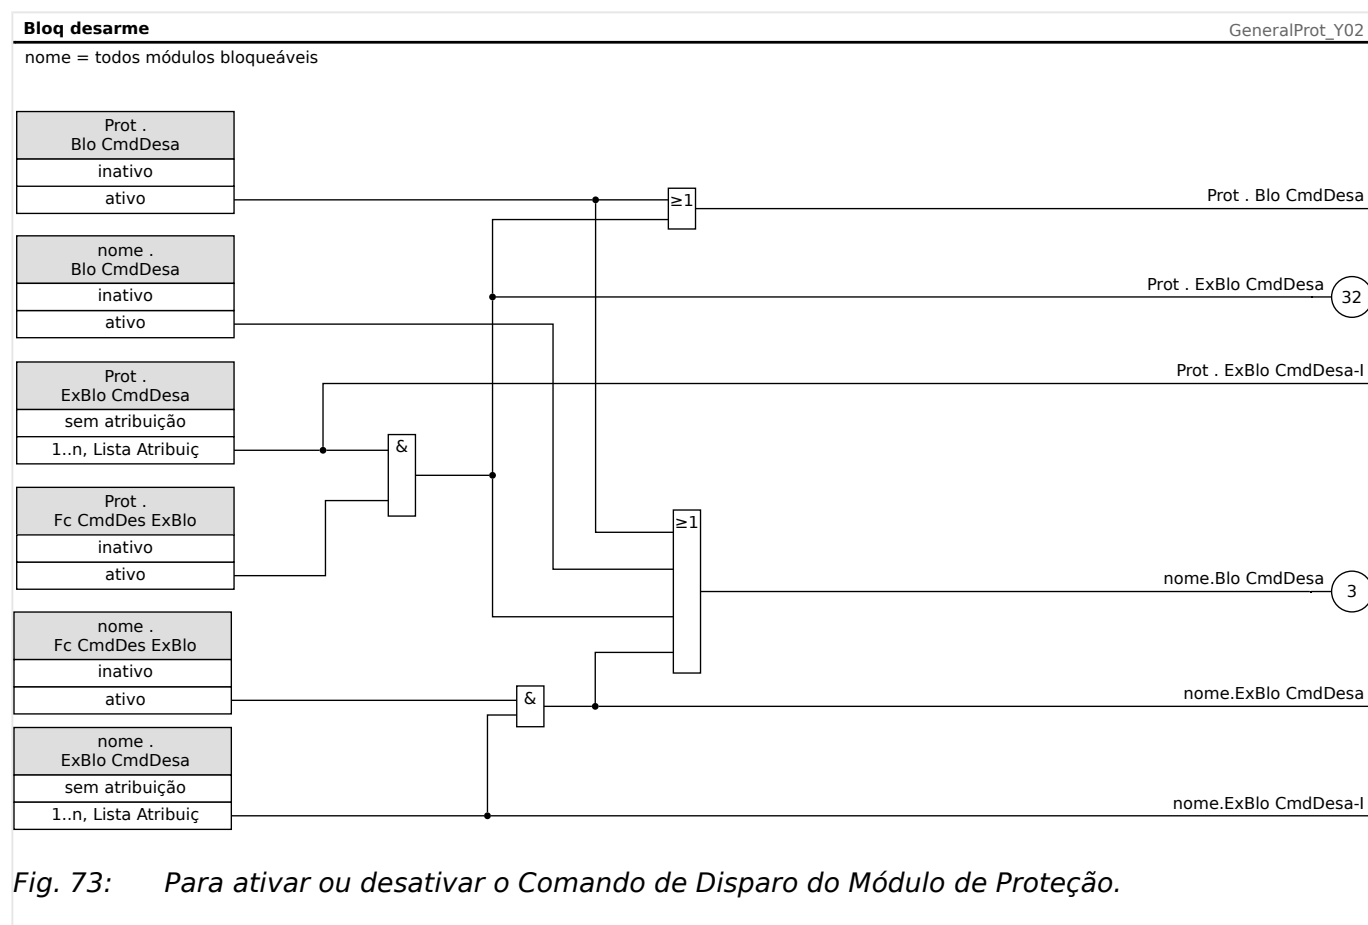 Bloq desarme
GeneralProt_Y02
nome = todos módulos bloqueáveis
Prot .
Blo CmdDesa
inativo
ativo
≥1
Prot . Blo CmdDesa
nome .
Blo CmdDesa
inativo
ativo
Prot . ExBlo CmdDesa
32
Prot .
ExBlo CmdDesa
sem atribuição
1..n, Lista Atribuiç
Prot . ExBlo CmdDesa-I
&
Prot .
Fc CmdDes ExBlo
inativo
ativo
≥1
nome.Blo CmdDesa
3
nome .
Fc CmdDes ExBlo
inativo
ativo
&
nome.ExBlo CmdDesa
nome .
ExBlo CmdDesa
sem atribuição
1..n, Lista Atribuiç
nome.ExBlo CmdDesa-I
Fig. 73: Para ativar ou desativar o Comando de Disparo do Módulo de Proteção.